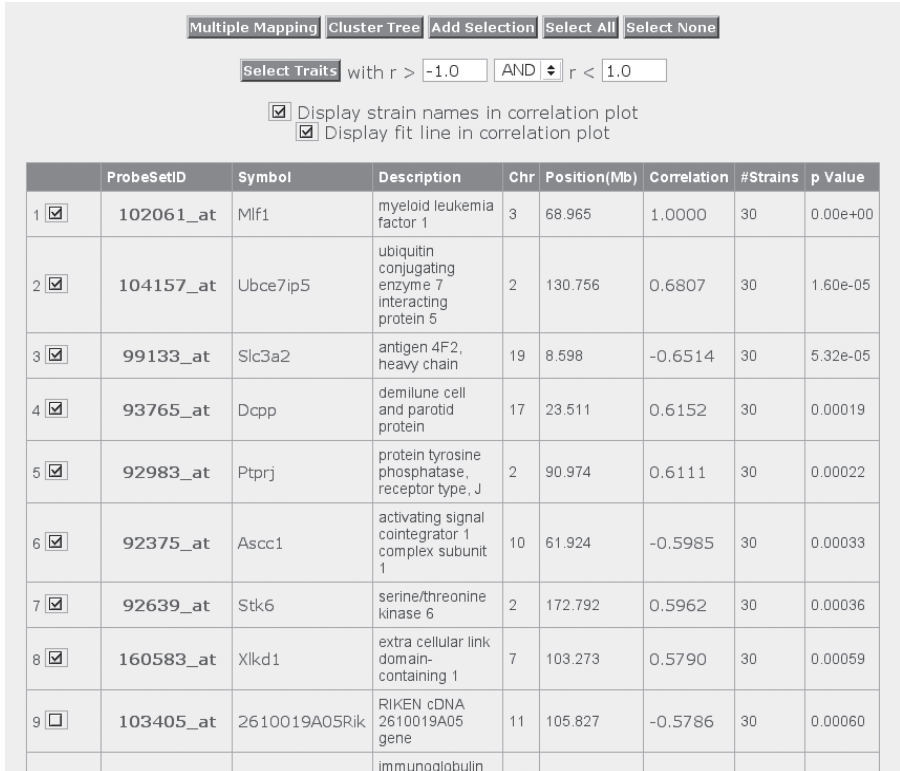 Multiple Mapping Cluster Tree Add Selection Select All Select None
Select Traits with r > -1.0 AND r < 1.0
Display strain names in correlation plot
Display fit line in correlation plot
ProbeSetID Symbol Description Chr Position(Mb) Correlation #Strains p Value
1 102061_at Mlf1 myeloid leukemia factor 1 3 68.965 1.0000 30 0.00e+00
2 104157_at Ubce7ip5 ubiquitin conjugating enzyme 7 interacting protein 5 2 130.756 0.6807 30 1.60e-05
3 99133_at Slc3a2 antigen 4F2, heavy chain 19 8.598 -0.6514 30 5.32e-05
4 93765_at Dcpp demilune cell and parotid protein 17 23.511 0.6152 30 0.00019
5 92983_at Ptprj protein tyrosine phosphatase, receptor type, J 2 90.974 0.6111 30 0.00022
6 92375_at Ascc1 activating signal cointegrator 1 complex subunit 1 10 61.924 -0.5985 30 0.00033
7 92639_at Stk6 serine/threonine kinase 6 2 172.792 0.5962 30 0.00036
8 160583_at Xlkd1 extra cellular link domain-containing 1 7 103.273 0.5790 30 0.00059
9 103405_at 2610019A05Rik RIKEN cDNA 2610019A05 gene 11 105.827 -0.5786 30 0.00060
immunoglobulin